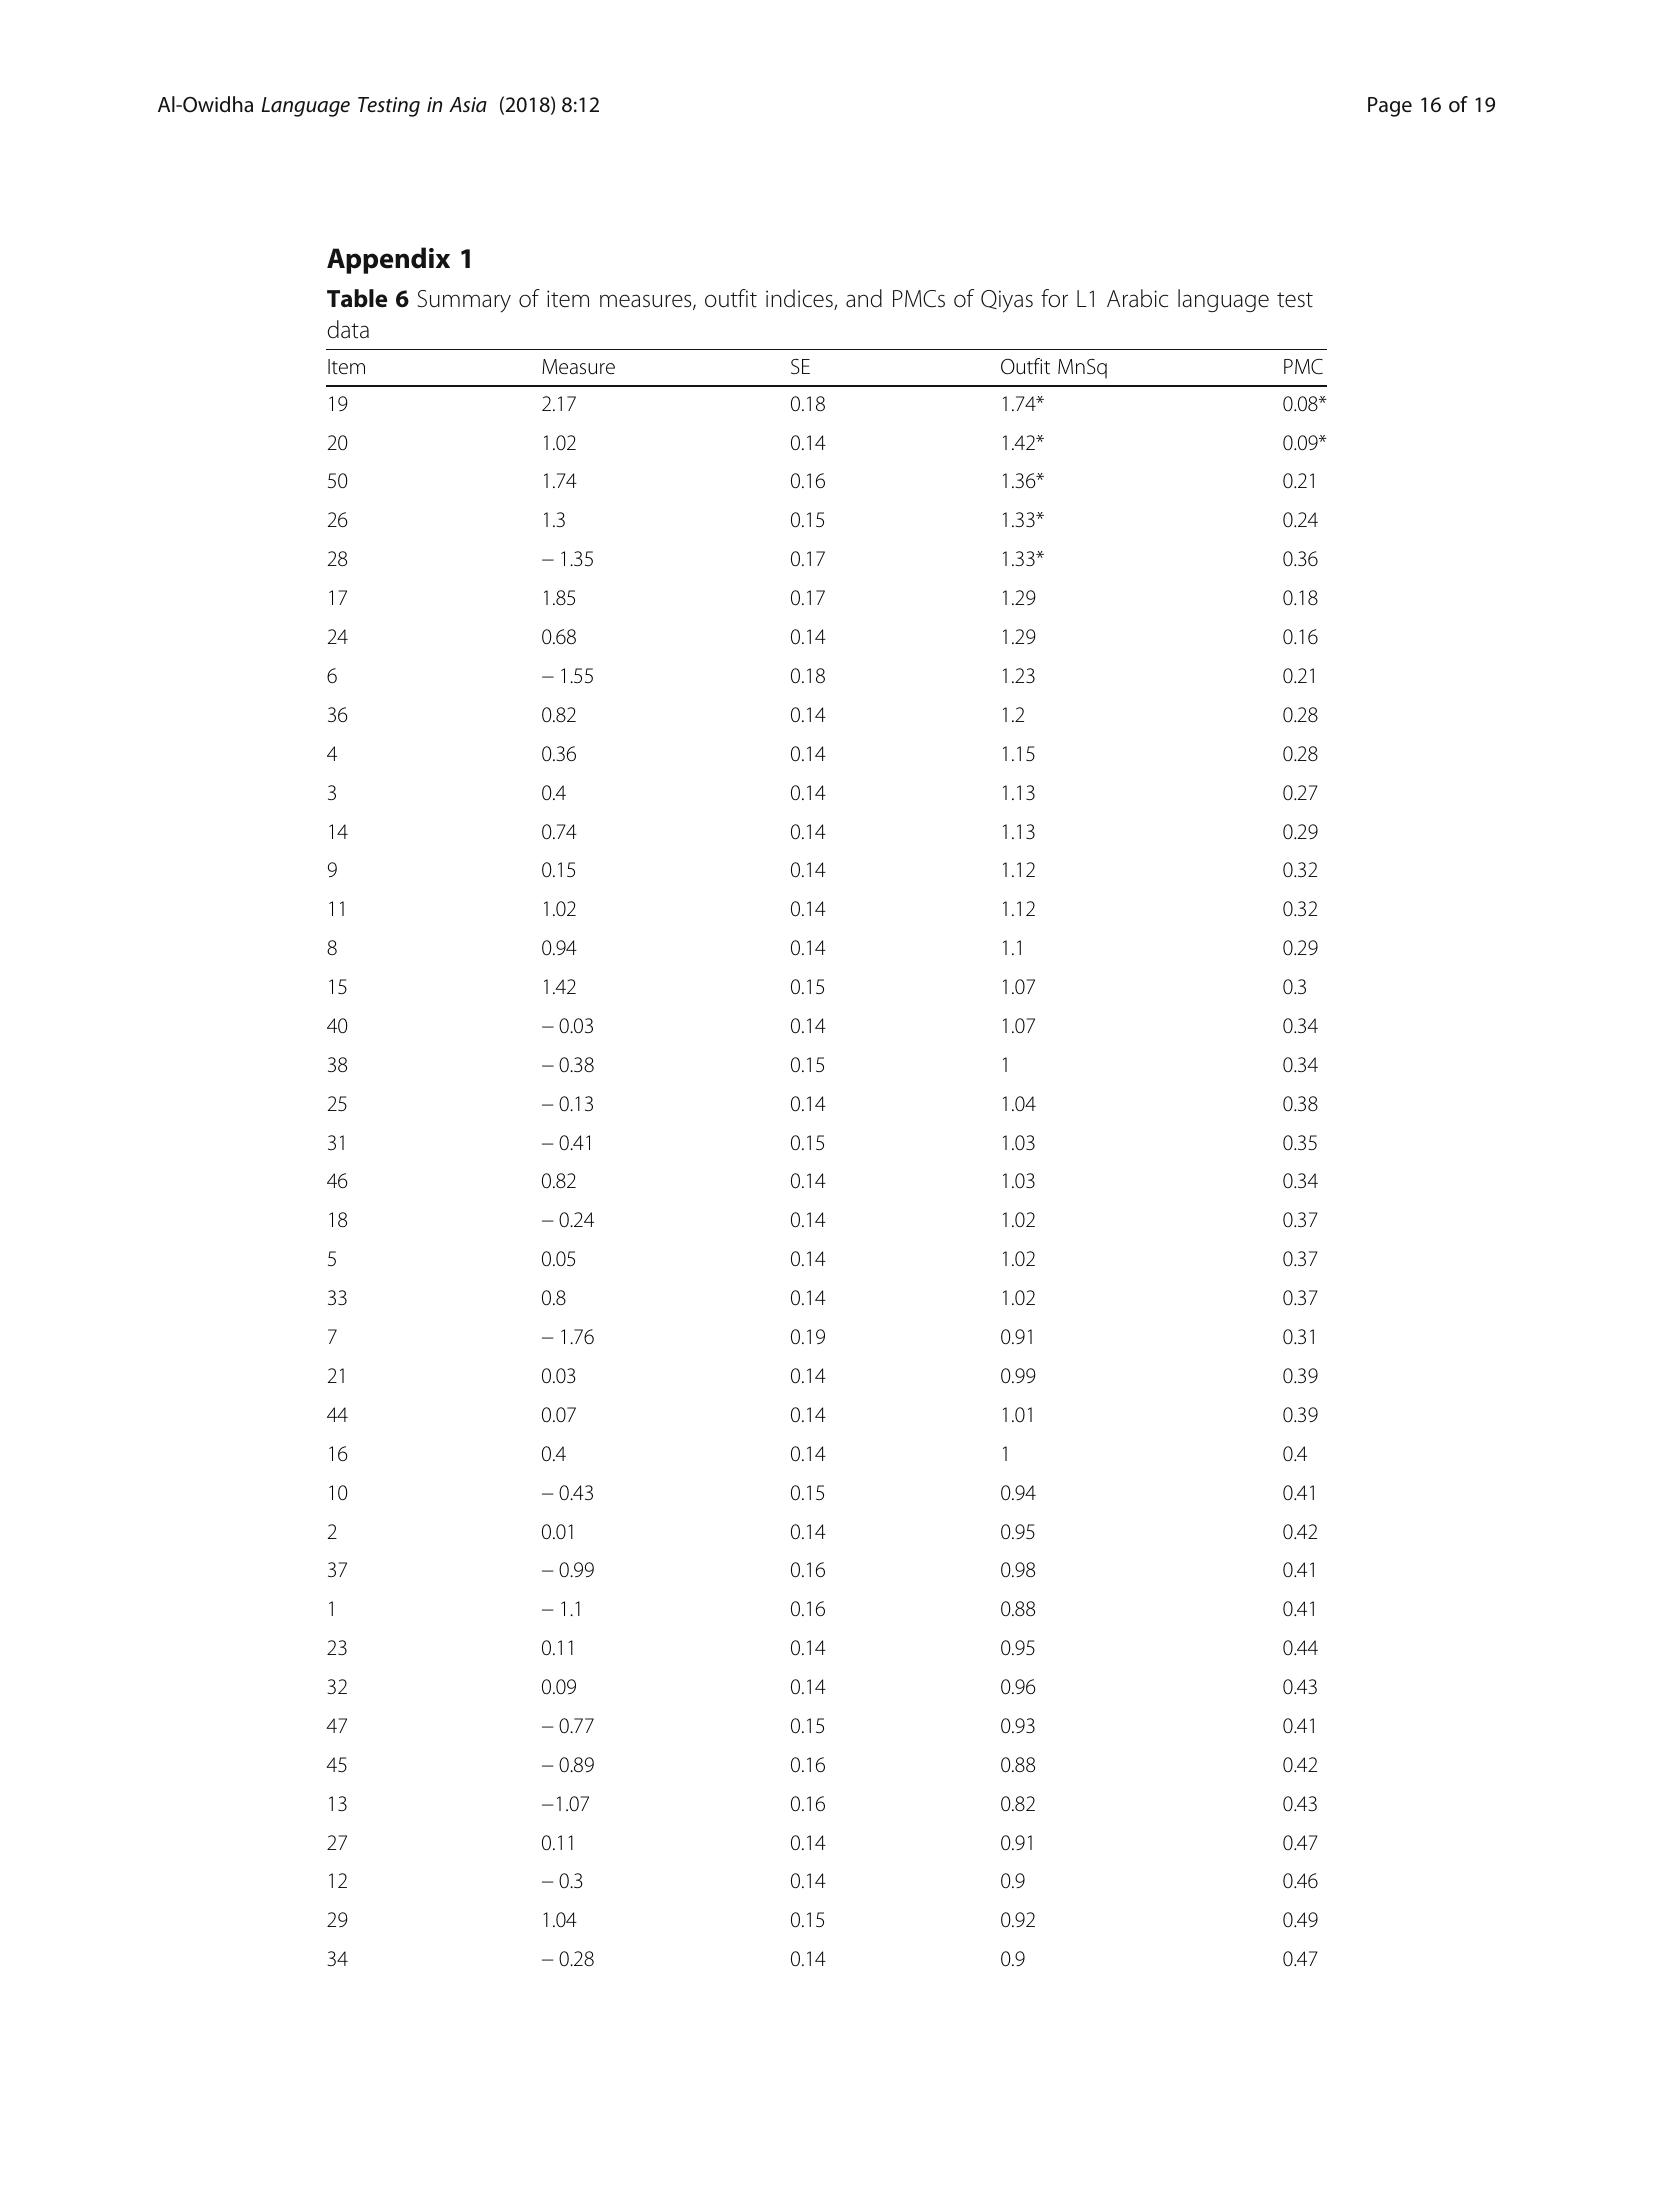 Al-Owidha Language Testing in Asia (2018) 8:12 Page 16 of 19
Appendix 1
Table 6 Summary of item measures, outfit indices, and PMCs of Qiyas for L1 Arabic language test
data
Item Measure SE Outfit MnSq PMC
19 2.17 0.18 1.74* 0.08*
20 1.02 0.14 1.42* 0.09*
50 1.74 0.16 1.36* 0.21
26 1.3 0.15 1.33* 0.24
28 − 1.35 0.17 1.33* 0.36
17 1.85 0.17 1.29 0.18
24 0.68 0.14 1.29 0.16
6 − 1.55 0.18 1.23 0.21
36 0.82 0.14 1.2 0.28
4 0.36 0.14 1.15 0.28
3 0.4 0.14 1.13 0.27
14 0.74 0.14 1.13 0.29
9 0.15 0.14 1.12 0.32
11 1.02 0.14 1.12 0.32
8 0.94 0.14 1.1 0.29
15 1.42 0.15 1.07 0.3
40 − 0.03 0.14 1.07 0.34
38 − 0.38 0.15 1 0.34
25 − 0.13 0.14 1.04 0.38
31 − 0.41 0.15 1.03 0.35
46 0.82 0.14 1.03 0.34
18 − 0.24 0.14 1.02 0.37
5 0.05 0.14 1.02 0.37
33 0.8 0.14 1.02 0.37
7 − 1.76 0.19 0.91 0.31
21 0.03 0.14 0.99 0.39
44 0.07 0.14 1.01 0.39
16 0.4 0.14 1 0.4
10 − 0.43 0.15 0.94 0.41
2 0.01 0.14 0.95 0.42
37 − 0.99 0.16 0.98 0.41
1 − 1.1 0.16 0.88 0.41
23 0.11 0.14 0.95 0.44
32 0.09 0.14 0.96 0.43
47 − 0.77 0.15 0.93 0.41
45 − 0.89 0.16 0.88 0.42
13 −1.07 0.16 0.82 0.43
27 0.11 0.14 0.91 0.47
12 − 0.3 0.14 0.9 0.46
29 1.04 0.15 0.92 0.49
34 − 0.28 0.14 0.9 0.47